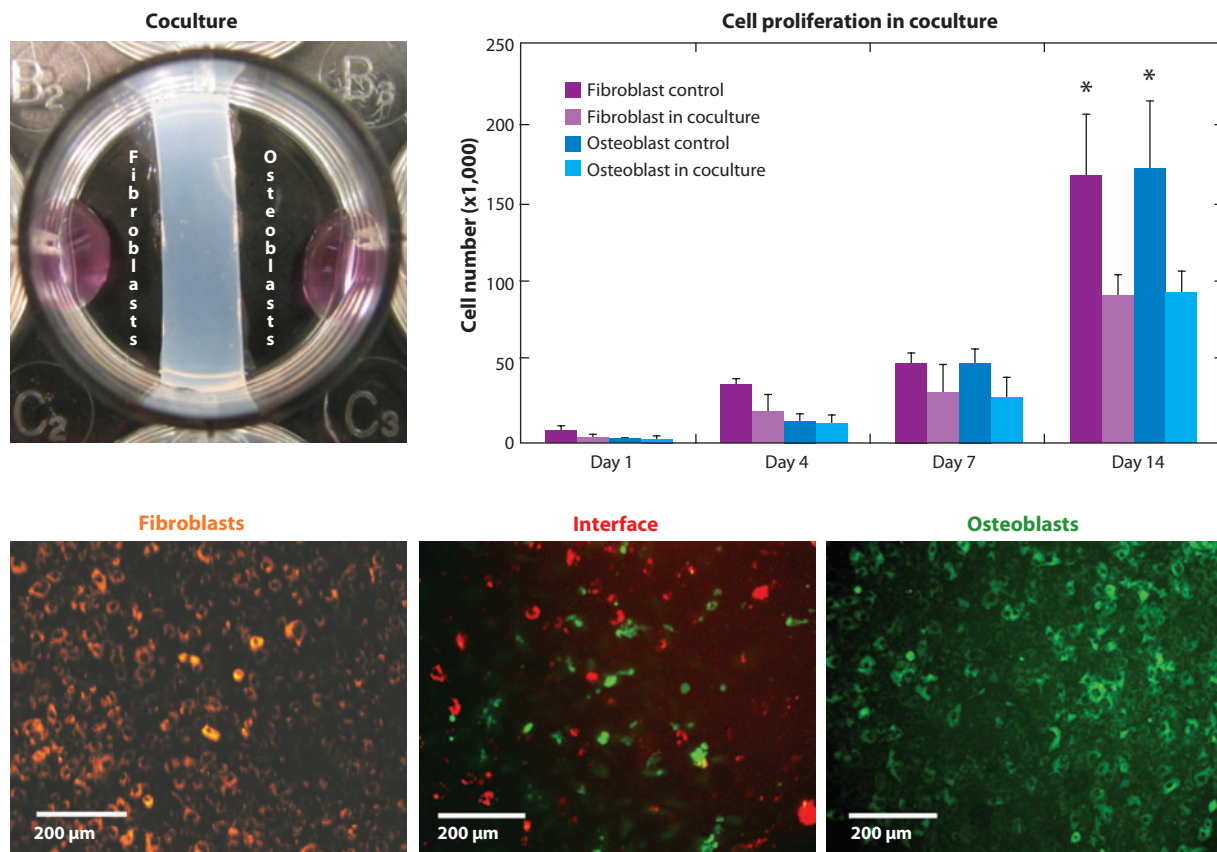 Coculture
B2
B3
Fibroblasts
Osteoblasts
C2
C3
Cell proliferation in coculture
Cell number (x1,000)
250
200
150
100
50
0
Fibroblast control
Fibroblast in coculture
Osteoblast control
Osteoblast in coculture
*
*
Day 1
Day 4
Day 7
Day 14
Fibroblasts
200 µm
Interface
200 µm
Osteoblasts
200 µm